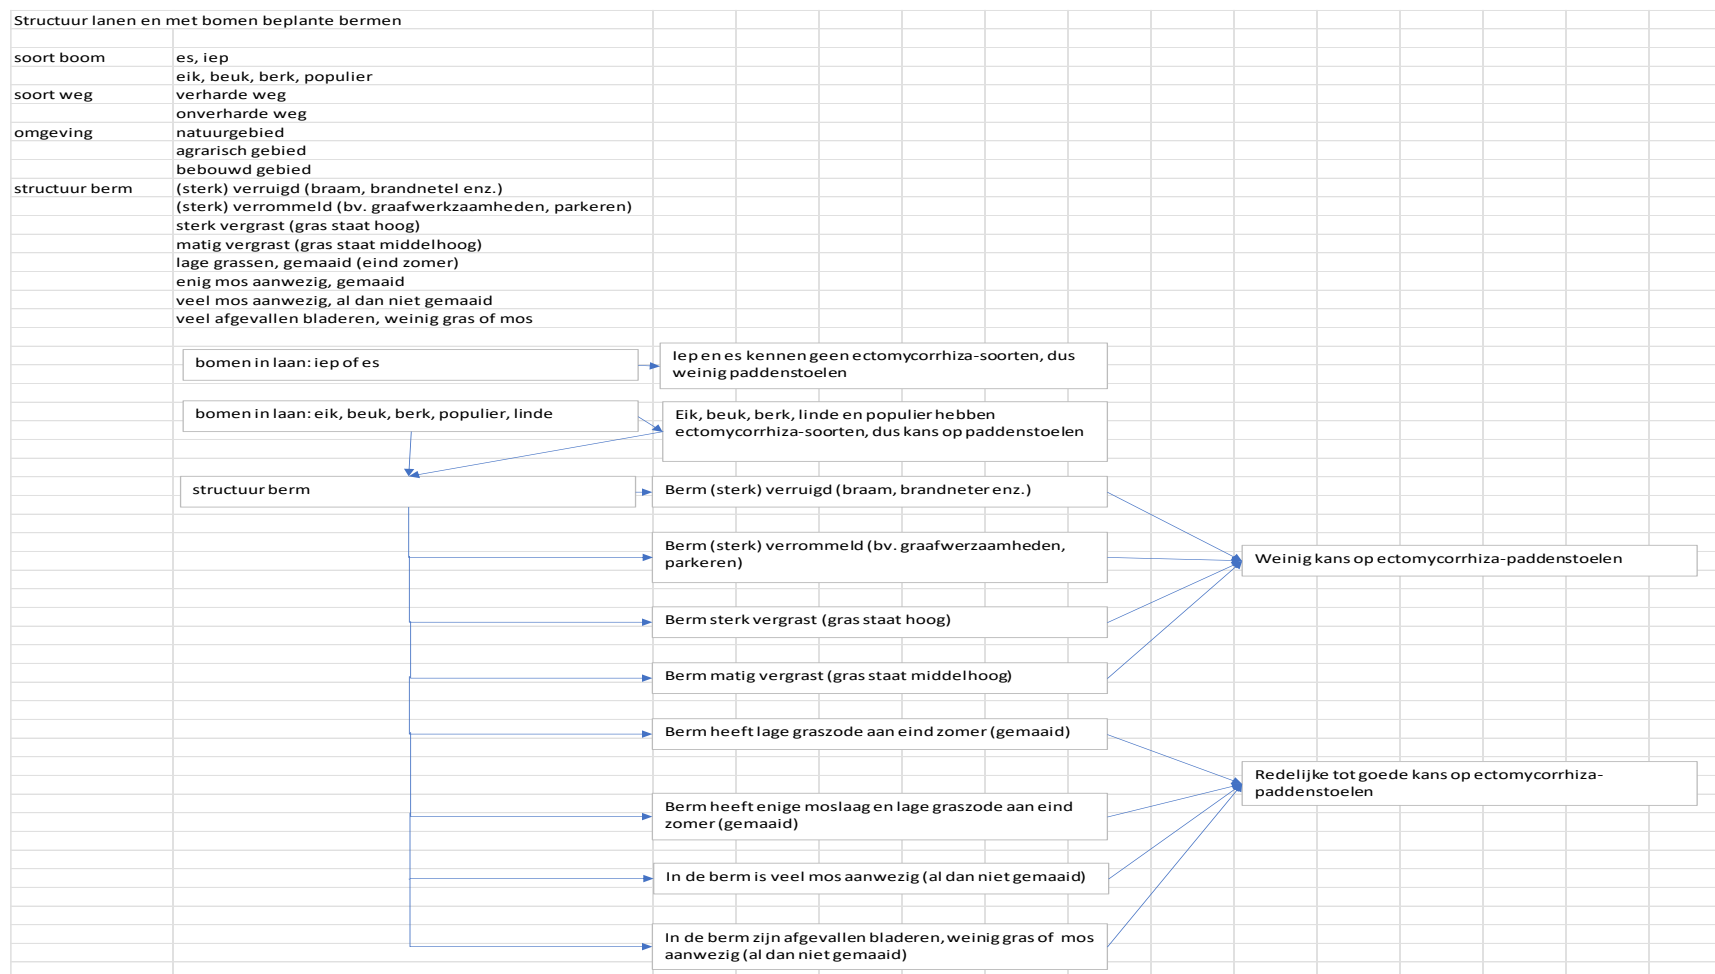 Structuur lanen en met bomen beplante bermen
soort boom es, iep
eik, beuk, berk, populier
soort weg verharde weg
onverharde weg
omgeving natuurgebied
agrarisch gebied
bebouwd gebied
structuur berm (sterk) verruigd (braam, brandnetel enz.)
(sterk) verrommeld (bv. graafwerkzaamheden, parkeren)
sterk vergrast (gras staat hoog)
matig vergrast (gras staat middelhoog)
lage grassen, gemaaid (eind zomer)
enig mos aanwezig, gemaaid
veel mos aanwezig, al dan niet gemaaid
veel afgevallen bladeren, weinig gras of mos
bomen in laan: iep of es
Iep en es kennen geen ectomycorrhiza-soorten, dus
weinig paddenstoelen
bomen in laan: eik, beuk, berk, populier, linde
Eik, beuk, berk, linde en populier hebben
ectomycorrhiza-soorten, dus kans op paddenstoelen
structuur berm
Berm (sterk) verruigd (braam, brandneter enz.)
Berm (sterk) verrommeld (bv. graafwerzaamheden,
parkeren)
Weinig kans op ectomycorrhiza-paddenstoelen
Berm sterk vergrast (gras staat hoog)
Berm matig vergrast (gras staat middelhoog)
Berm heeft lage graszode aan eind zomer (gemaaid)
Redelijke tot goede kans op ectomycorrhiza-
paddenstoelen
Berm heeft enige moslaag en lage graszode aan eind
zomer (gemaaid)
In de berm is veel mos aanwezig (al dan niet gemaaid)
In de berm zijn afgevallen bladeren, weinig gras of mos
aanwezig (al dan niet gemaaid)